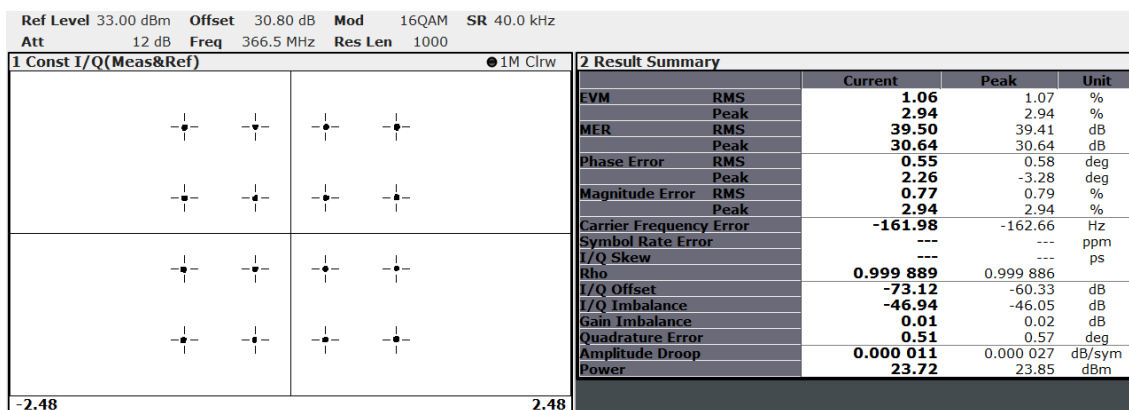 Ref Level 33.00 dBm Offset 30.80 dB Mod 16QAM SR 40.0 kHz
Att 12 dB Freq 366.5 MHz Res Len 1000
1 Const I/Q(Meas&Ref) 1M Clrw
-2.48 2.48
2 Result Summary
Current Peak Unit
EVM RMS 1.06 1.07 %
Peak 2.94 2.94 %
MER RMS 39.50 39.41 dB
Peak 30.64 30.64 dB
Phase Error RMS 0.55 0.58 deg
Peak 2.26 -3.28 deg
Magnitude Error RMS 0.77 0.79 %
Peak 2.94 2.94 %
Carrier Frequency Error -161.98 -162.66 Hz
Symbol Rate Error --- --- ppm
I/Q Skew --- --- ps
Rho 0.999 889 0.999 886
I/Q Offset -73.12 -60.33 dB
I/Q Imbalance -46.94 -46.05 dB
Gain Imbalance 0.01 0.02 dB
Quadrature Error 0.51 0.57 deg
Amplitude Droop 0.000 011 0.000 027 dB/sym
Power 23.72 23.85 dBm